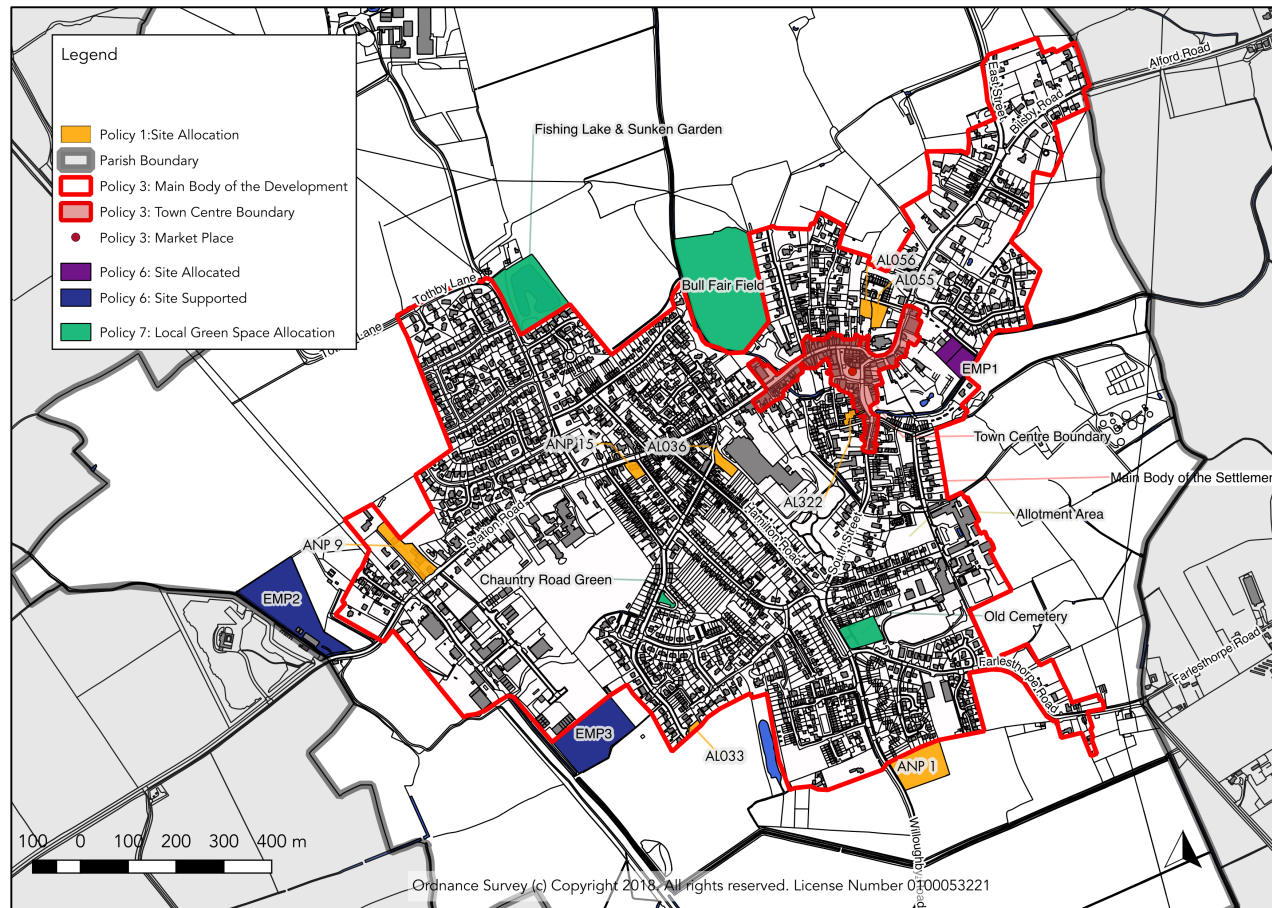 Legend
Policy 1:Site Allocation
Parish Boundary
Policy 3: Main Body of the Development
Policy 3: Town Centre Boundary
Policy 3: Market Place
Policy 6: Site Allocated
Policy 6: Site Supported
Policy 7: Local Green Space Allocation
Alford Road
East Street
Bilsby Road
Fishing Lake & Sunken Garden
Tothby Lane
Bull Fair Field
AL056
AL055
EMP1
Town Centre Boundary
ANP 15
AL036
Main Body of the Settlemen
AL322
Allotment Area
Station Road
Hamilton Road
South Street
ANP 9
Chauntry Road Green
EMP2
Old Cemetery
Farlesthorpe Road
Farlesthorpe Road
EMP3
AL033
ANP 1
Willoughby Road
100 0 100 200 300 400 m
Ordnance Survey (c) Copyright 2018. All rights reserved. License Number 0100053221